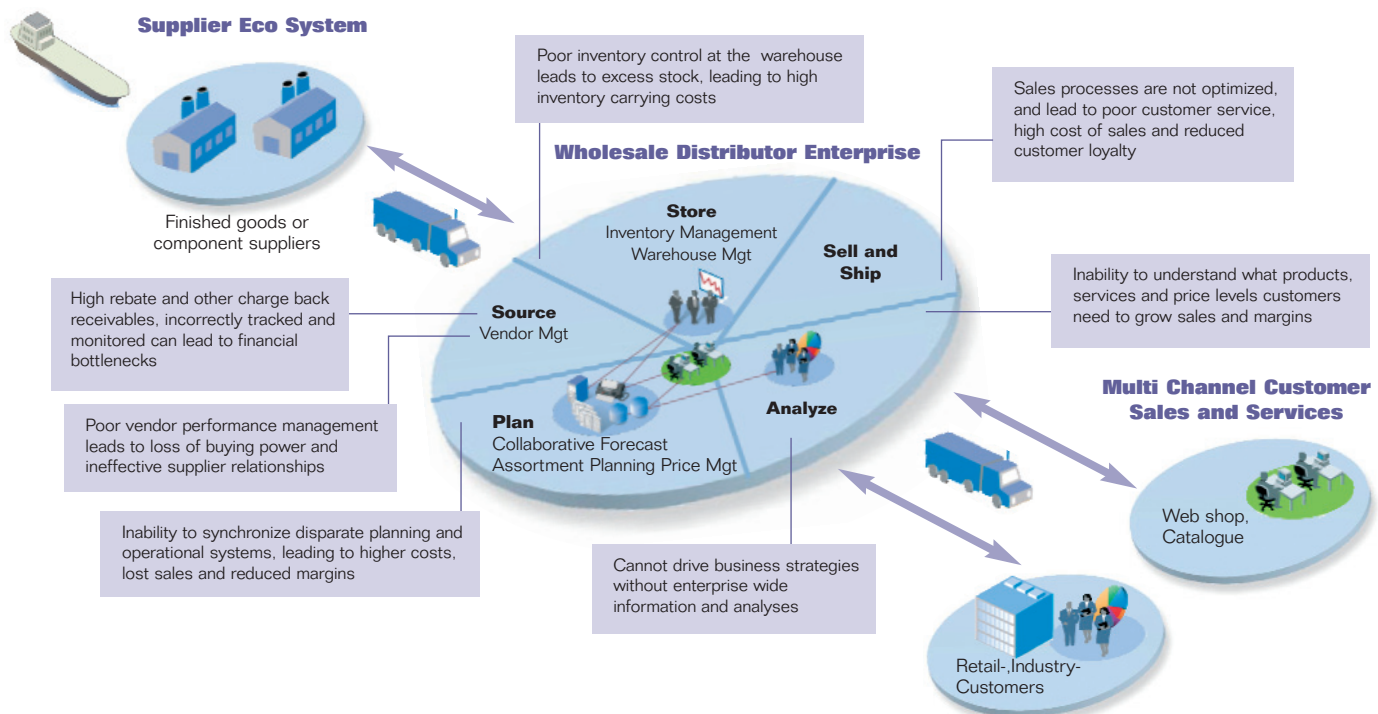 Supplier Eco System
Poor inventory control at the  warehouse
leads to excess stock, leading to high
inventory carrying costs
Sales processes are not optimized,
and lead to poor customer service,
high cost of sales and reduced
customer loyalty
Wholesale Distributor Enterprise
Finished goods or
component suppliers
Store
Inventory Management
Warehouse Mgt
Sell and
Ship
High rebate and other charge back
receivables, incorrectly tracked and
monitored can lead to financial
bottlenecks
Source
Vendor Mgt
Inability to understand what products,
services and price levels customers
need to grow sales and margins
Poor vendor performance management
leads to loss of buying power and
ineffective supplier relationships
Plan
Collaborative Forecast
Assortment Planning Price Mgt
Analyze
Multi Channel Customer
Sales and Services
Inability to synchronize disparate planning and
operational systems, leading to higher costs,
lost sales and reduced margins
Cannot drive business strategies
without enterprise wide
information and analyses
Web shop,
Catalogue
Retail-,Industry-
Customers